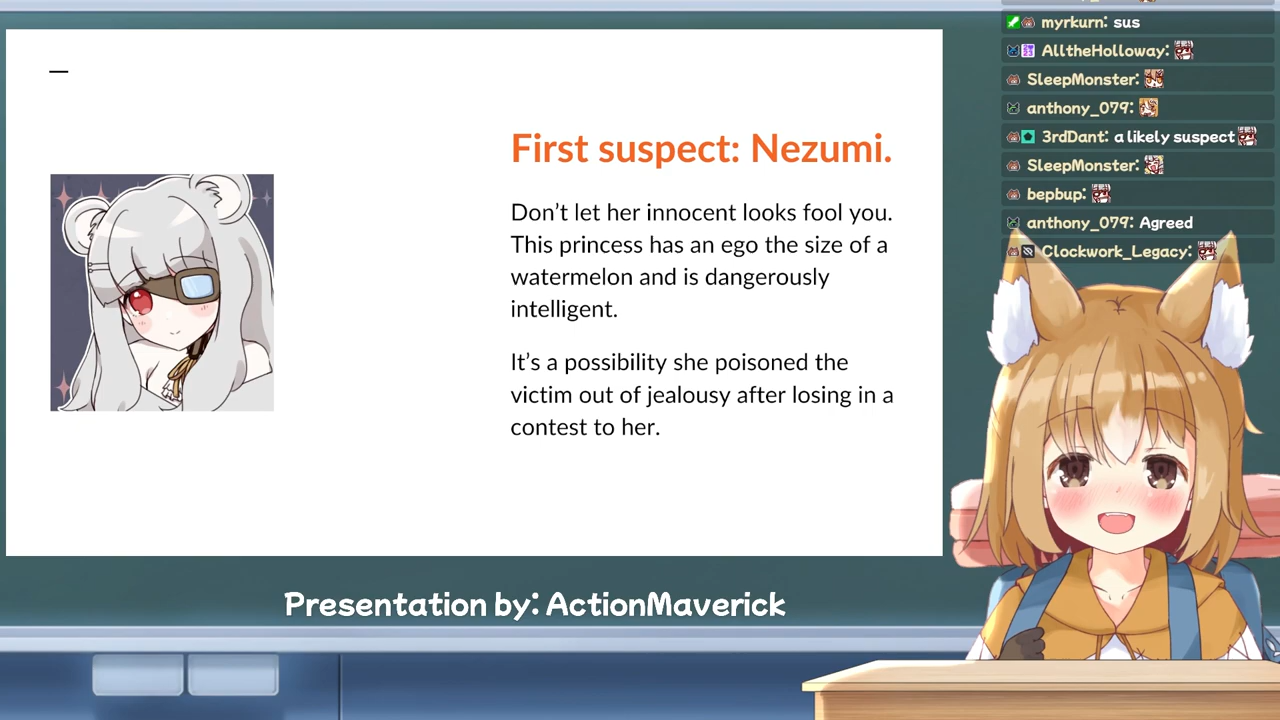 First suspect: Nezumi.
Don't let her innocent looks fool you.
This princess has an ego the size of a
watermelon and is dangerously
intelligent.
It's a possibility she poisoned the
victim out of jealousy after losing in a
contest to her.
Presentation by: ActionMaverick
myrkurn: sus
AlltheHolloway:
SleepMonster:
anthony_079:
3rdDant: a likely suspect
SleepMonster:
bepbup:
anthony_079: Agreed
Clockwork_Legacy: